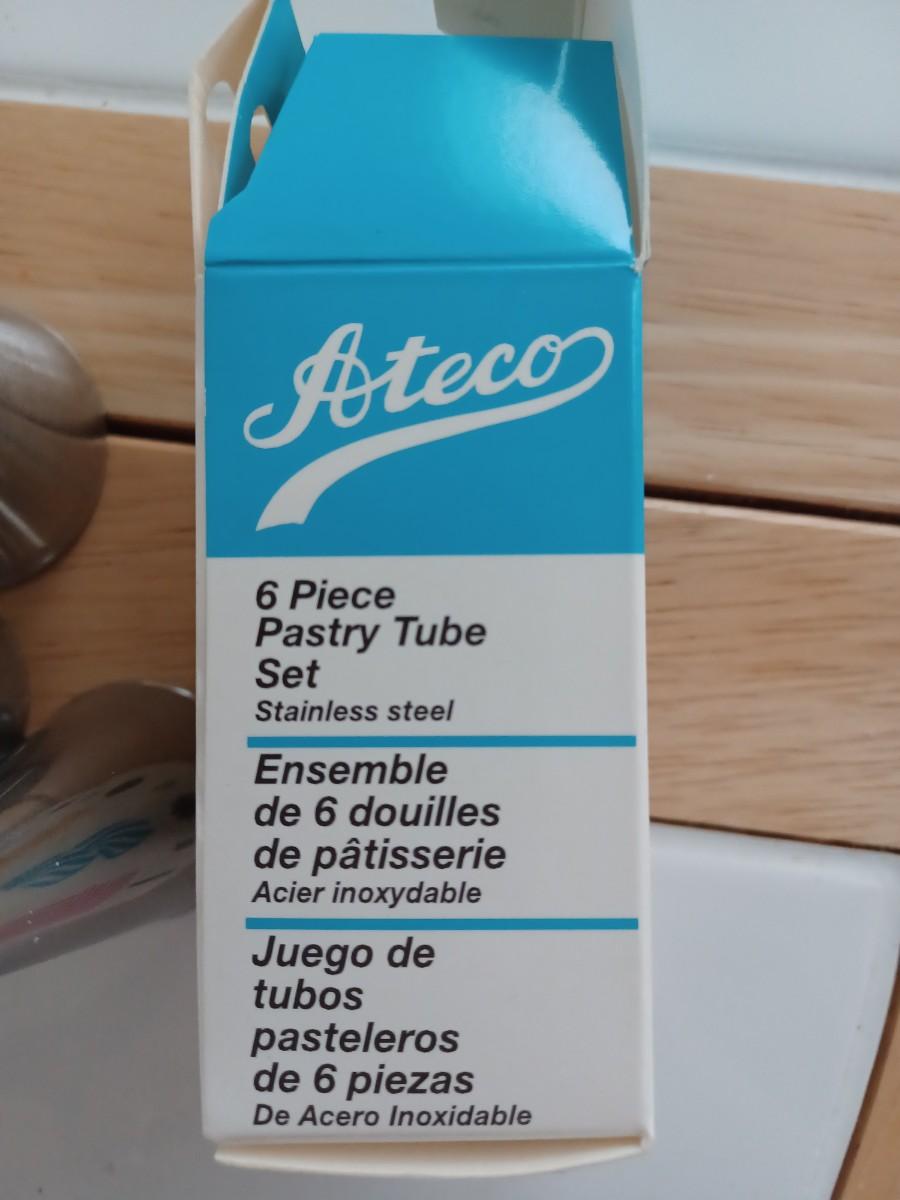 Ateco
6 Piece
Pastry Tube
Set
Stainless steel
Ensemble
de 6 douilles
de pâtisserie
Acier inoxydable
Juego de
tubos
pasteleros
de 6 piezas
De Acero Inoxidable